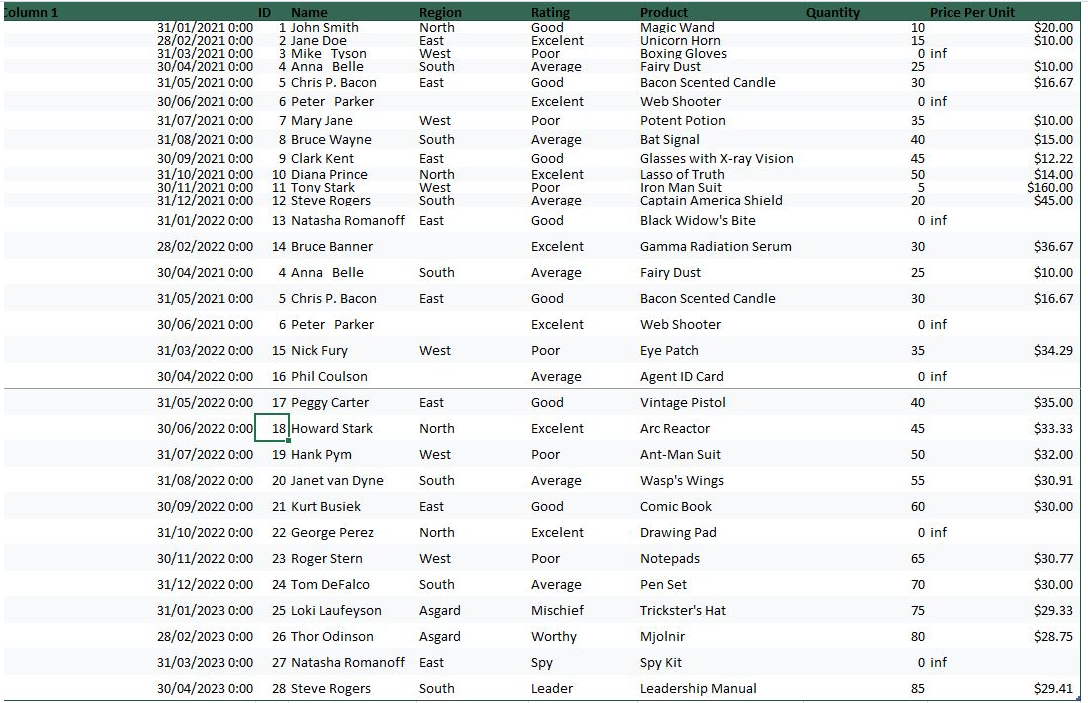 Column 1 ID Name Region Rating Product Quantity Price Per Unit
31/01/2021 0:00 1 John Smith North Good Magic Wand 10 $20.00
28/02/2021 0:00 2 Jane Doe East Excelent Unicorn Horn 15 $10.00
31/03/2021 0:00 3 Mike Tyson West Poor Boxing Gloves 0 inf
30/04/2021 0:00 4 Anna Belle South Average Fairy Dust 25 $10.00
31/05/2021 0:00 5 Chris P. Bacon East Good Bacon Scented Candle 30 $16.67
30/06/2021 0:00 6 Peter Parker Excelent Web Shooter 0 inf
31/07/2021 0:00 7 Mary Jane West Poor Potent Potion 35 $10.00
31/08/2021 0:00 8 Bruce Wayne South Average Bat Signal 40 $15.00
30/09/2021 0:00 9 Clark Kent East Good Glasses with X-ray Vision 45 $12.22
31/10/2021 0:00 10 Diana Prince North Excelent Lasso of Truth 50 $14.00
30/11/2021 0:00 11 Tony Stark West Poor Iron Man Suit 5 $160.00
31/12/2021 0:00 12 Steve Rogers South Average Captain America Shield 20 $45.00
31/01/2022 0:00 13 Natasha Romanoff East Good Black Widow's Bite 0 inf
28/02/2022 0:00 14 Bruce Banner Excelent Gamma Radiation Serum 30 $36.67
30/04/2021 0:00 4 Anna Belle South Average Fairy Dust 25 $10.00
31/05/2021 0:00 5 Chris P. Bacon East Good Bacon Scented Candle 30 $16.67
30/06/2021 0:00 6 Peter Parker Excelent Web Shooter 0 inf
31/03/2022 0:00 15 Nick Fury West Poor Eye Patch 35 $34.29
30/04/2022 0:00 16 Phil Coulson Average Agent ID Card 0 inf
31/05/2022 0:00 17 Peggy Carter East Good Vintage Pistol 40 $35.00
30/06/2022 0:00 18 Howard Stark North Excelent Arc Reactor 45 $33.33
31/07/2022 0:00 19 Hank Pym West Poor Ant-Man Suit 50 $32.00
31/08/2022 0:00 20 Janet van Dyne South Average Wasp's Wings 55 $30.91
30/09/2022 0:00 21 Kurt Busiek East Good Comic Book 60 $30.00
31/10/2022 0:00 22 George Perez North Excelent Drawing Pad 0 inf
30/11/2022 0:00 23 Roger Stern West Poor Notepads 65 $30.77
31/12/2022 0:00 24 Tom DeFalco South Average Pen Set 70 $30.00
31/01/2023 0:00 25 Loki Laufeyson Asgard Mischief Trickster's Hat 75 $29.33
28/02/2023 0:00 26 Thor Odinson Asgard Worthy Mjolnir 80 $28.75
31/03/2023 0:00 27 Natasha Romanoff East Spy Spy Kit 0 inf
30/04/2023 0:00 28 Steve Rogers South Leader Leadership Manual 85 $29.41